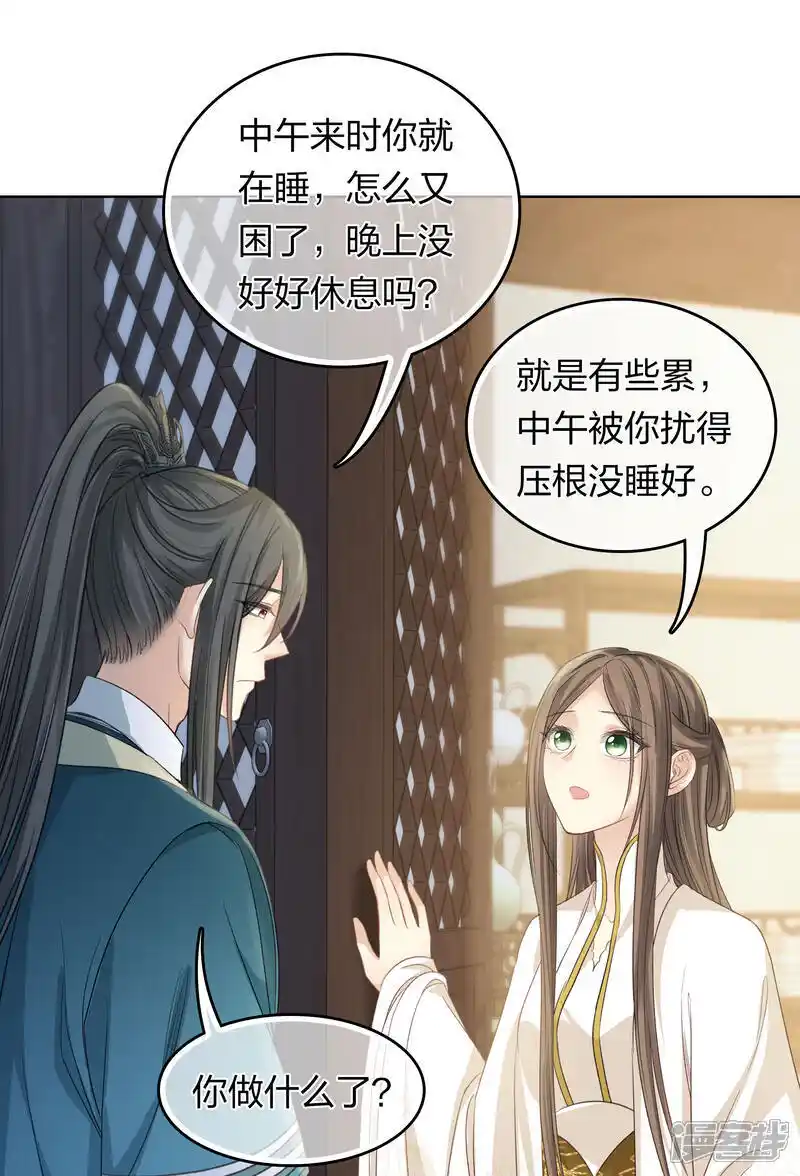 中午来时你就
在睡，怎么又
困了，晚上没
好好休息吗？
就是有些累，
中午被你扰得
压根没睡好。
你做什么了？
漫客栈